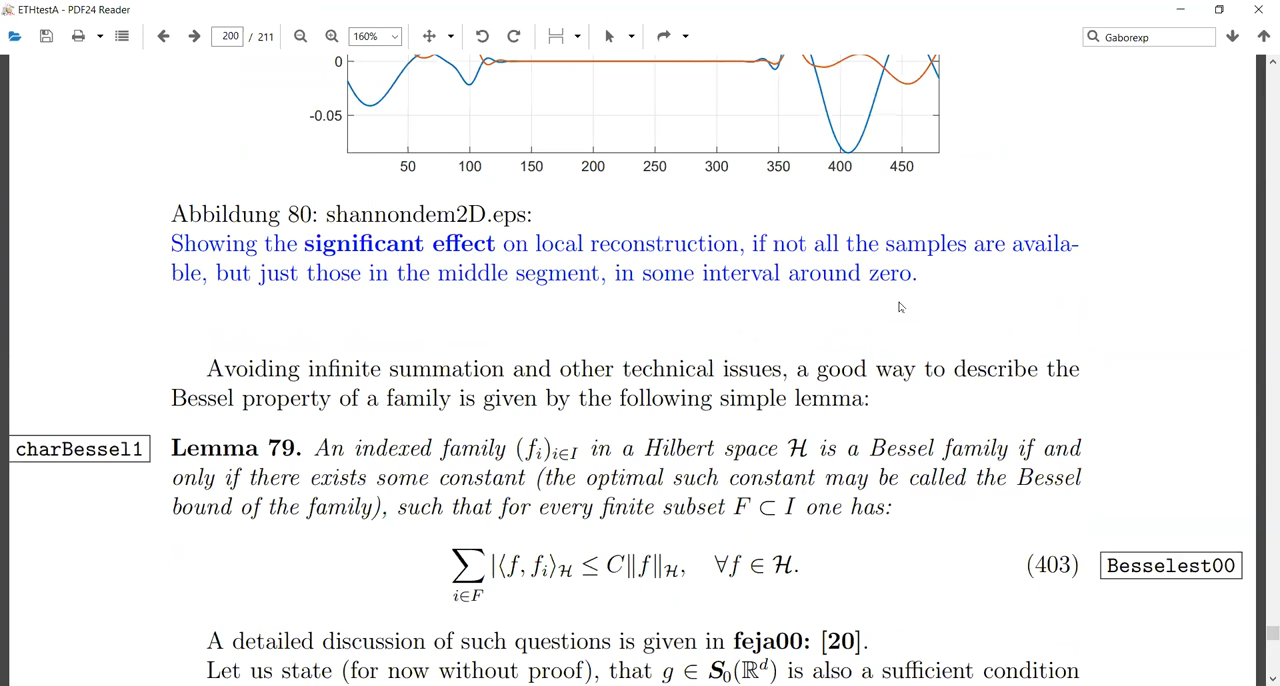 ETHtestA - PDF24 Reader
200 / 211
160%
Gaborexp
0
-0.05
50 100 150 200 250 300 350 400 450
Abbildung 80: shannondem2D.eps:
Showing the significant effect on local reconstruction, if not all the samples are availa-
ble, but just those in the middle segment, in some interval around zero.
Avoiding infinite summation and other technical issues, a good way to describe the
Bessel property of a family is given by the following simple lemma:
charBessel1
Lemma 79. An indexed family (fᵢ)ᵢ∈I in a Hilbert space ℋ is a Bessel family if and
only if there exists some constant (the optimal such constant may be called the Bessel
bound of the family), such that for every finite subset F ⊂ I one has:
∑_{i∈F} |⟨f, fᵢ⟩_ℋ ≤ C‖f‖_ℋ, ∀f ∈ ℋ. (403) Besselest00
A detailed discussion of such questions is given in feja00: [20].
Let us state (for now without proof), that g ∈ S₀(ℝᵈ) is also a sufficient condition